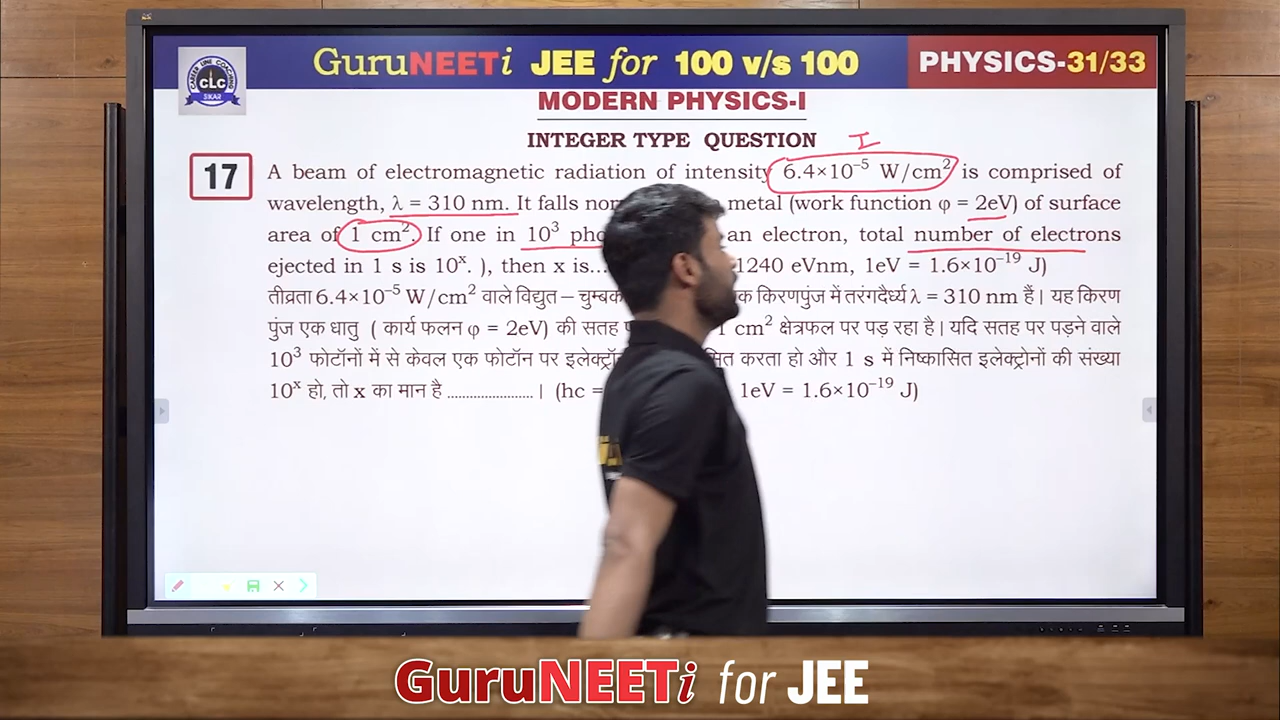 GuruNEETi JEE for 100 v/s 100
PHYSICS-31/33
CLC
SIKAR
MODERN PHYSICS-I
INTEGER TYPE QUESTION
I
17
A beam of electromagnetic radiation of intensity 6.4×10⁻⁵ W/cm² is comprised of
wavelength, λ = 310 nm. It falls metal (work function φ = 2eV) of surface
area of 1 cm². If one in 10³ an electron, total number of electrons
ejected in 1 s is 10ˣ. ), then x is... 1240 eVnm, 1eV = 1.6×10⁻¹⁹ J)
तीव्रता 6.4×10⁻⁵ W/cm² वाले विद्युत – किरणपुंज में तरंगदैर्ध्य λ = 310 nm हैं। यह किरण
पुंज एक धातु ( कार्य फलन φ = 2eV) की सतह 1 cm² क्षेत्रफल पर पड़ रहा है। यदि सतह पर पड़ने वाले
10³ फोटॉनों में से केवल एक फोटॉन पर करता हो और 1 s में निष्कासित इलेक्ट्रोनों की संख्या
10ˣ हो, तो x का मान है ....................... | (hc = 1eV = 1.6×10⁻¹⁹ J)
GuruNEETi for JEE